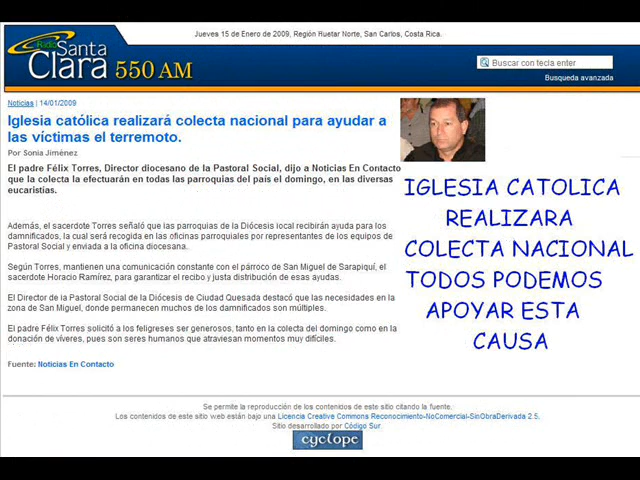 Jueves 15 de Enero de 2009, Región Huetar Norte, San Carlos, Costa Rica.
Radio Santa
Clara 550 AM
Buscar con tecla enter
Busqueda avanzada
Noticias | 14/01/2009
Iglesia católica realizará colecta nacional para ayudar a
las víctimas el terremoto.
Por Sonia Jiménez
El padre Félix Torres, Director diocesano de la Pastoral Social, dijo a Noticias En Contacto
que la colecta la efectuarán en todas las parroquias del país el domingo, en las diversas
eucaristías.
Además, el sacerdote Torres señaló que las parroquias de la Diócesis local recibirán ayuda para los
damnificados, la cual será recogida en las oficinas parroquiales por representantes de los equipos de
Pastoral Social y enviada a la oficina diocesana.
Según Torres, mantienen una comunicación constante con el párroco de San Miguel de Sarapiquí, el
sacerdote Horacio Ramírez, para garantizar el recibo y justa distribución de esas ayudas.
El Director de la Pastoral Social de la Diócesis de Ciudad Quesada destacó que las necesidades en la
zona de San Miguel, donde permanecen muchos de los damnificados son múltiples.
El padre Félix Torres solicitó a los feligreses ser generosos, tanto en la colecta del domingo como en la
donación de víveres, pues son seres humanos que atraviesan momentos muy difíciles.
Fuente: Noticias En Contacto
IGLESIA CATOLICA
REALIZARA
COLECTA NACIONAL
TODOS PODEMOS
APOYAR ESTA
CAUSA
Se permite la reproducción de los contenidos de este sitio citando la fuente.
Los contenidos de este sitio web están bajo una Licencia Creative Commons Reconocimiento-NoComercial-SinObraDerivada 2.5.
Sitio desarrollado por Código Sur.
cyclope